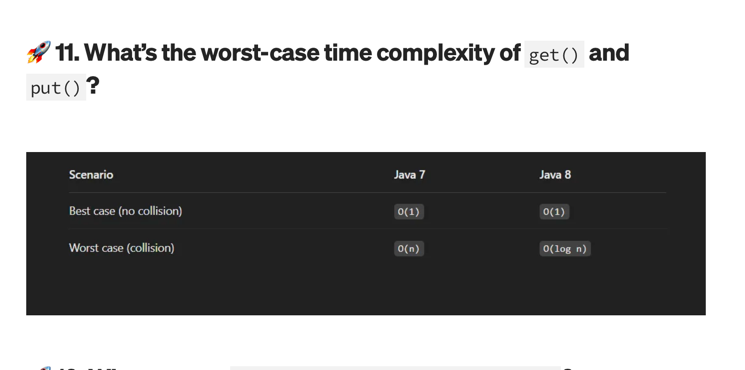 🚀 11. What’s the worst-case time complexity of get() and
put()?
Scenario Java 7 Java 8
Best case (no collision) O(1) O(1)
Worst case (collision) O(n) O(log n)